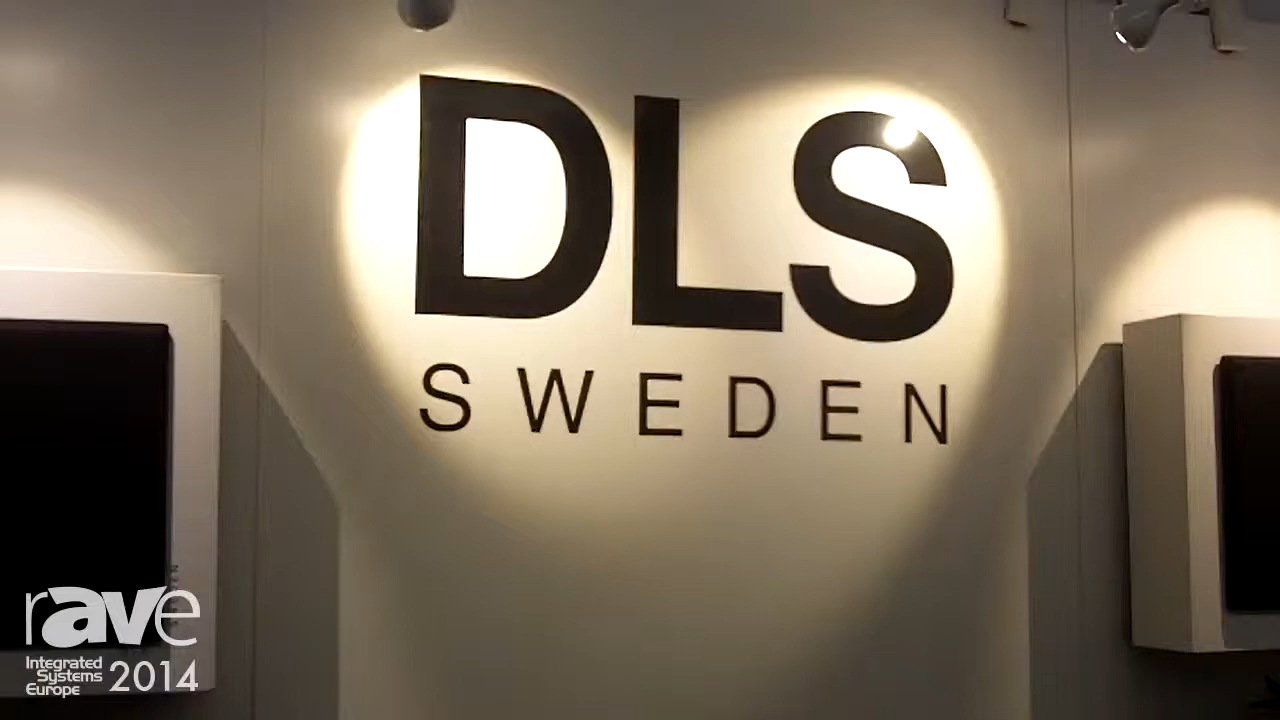 DLS
SWEDEN
rAVe
Integrated
Systems
Europe 2014